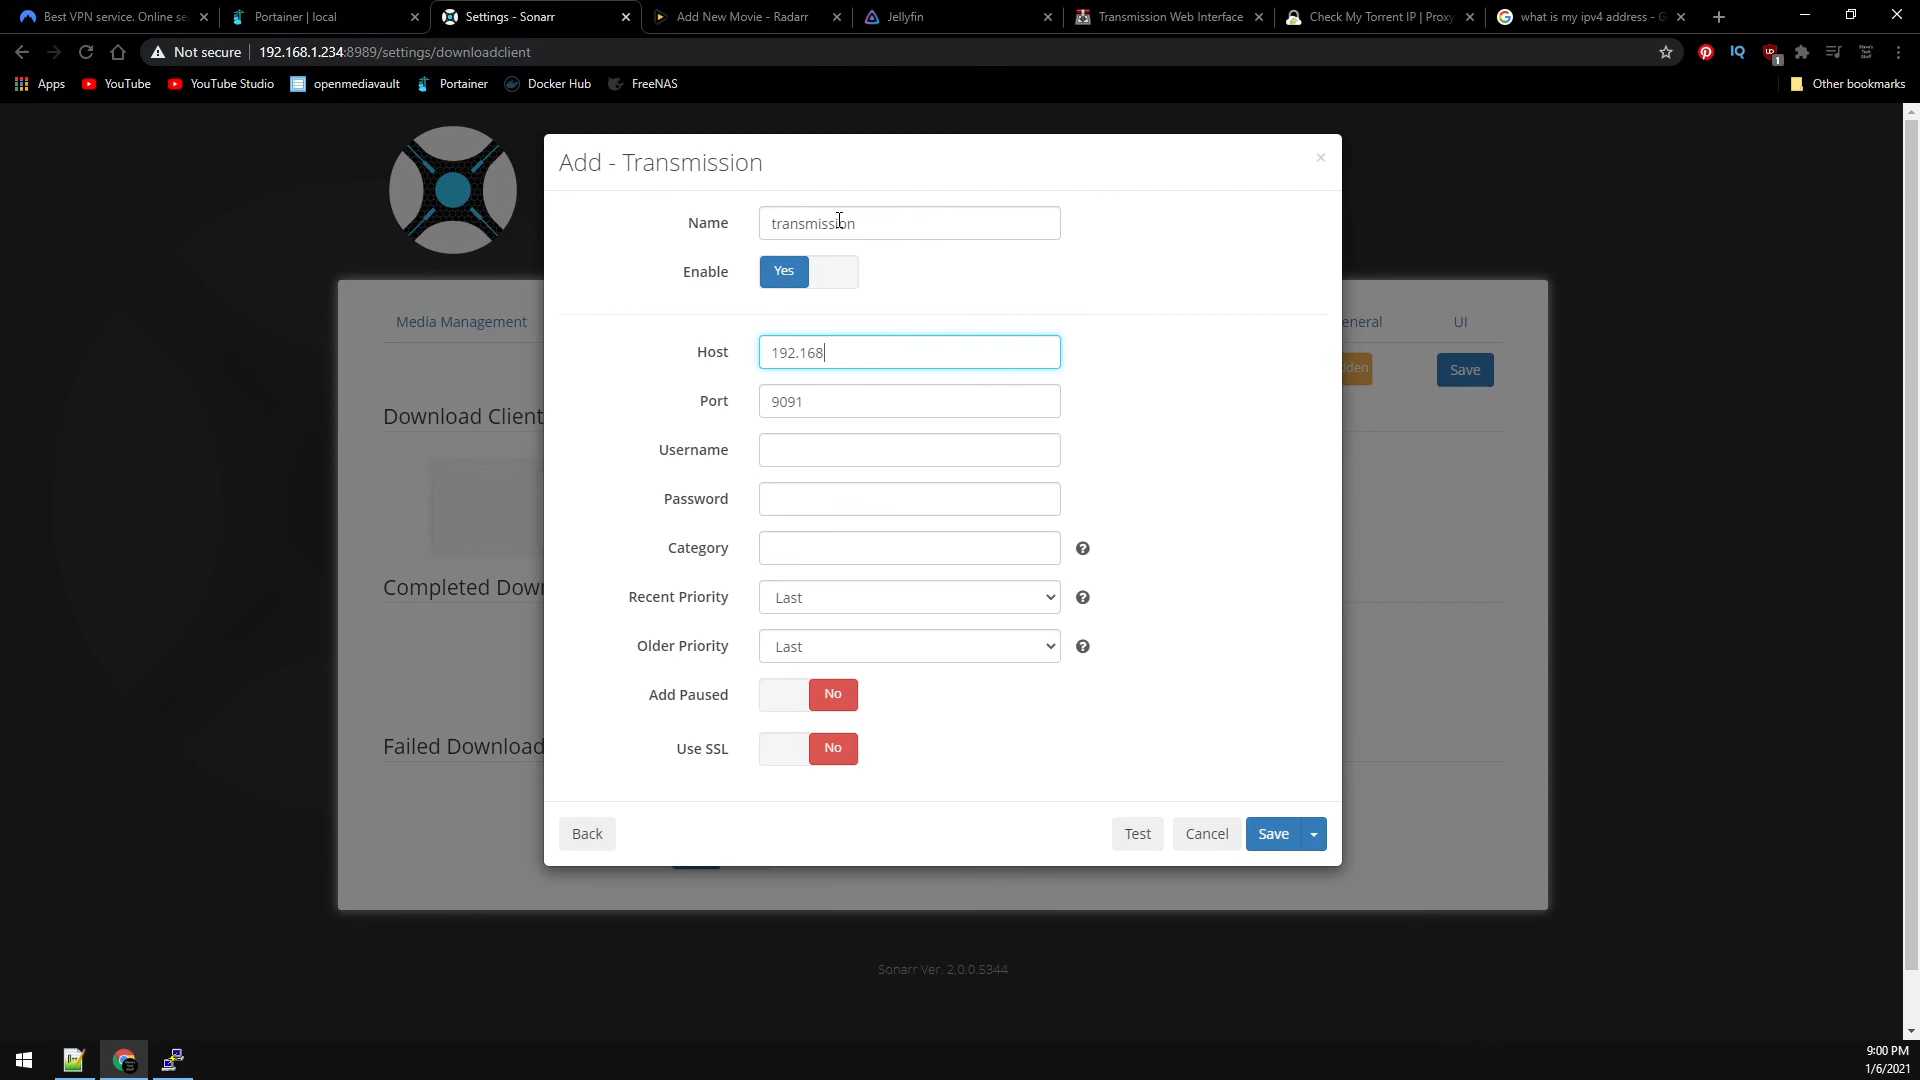 Best VPN service. Online se
Portainer | local
Settings - Sonarr
Add New Movie - Radarr
Jellyfin
Transmission Web Interface
Check My Torrent IP | Proxy
what is my ipv4 address - G
Not secure
192.168.1.234:8989/settings/downloadclient
Apps
YouTube
YouTube Studio
openmediavault
Portainer
Docker Hub
FreeNAS
Other bookmarks
Add - Transmission
Name
transmission
Enable
Yes
Media Management
eneral
UI
Host
192.168
dden
Save
Port
9091
Download Client
Username
Password
Category
Completed Dow
Recent Priority
Last
Older Priority
Last
Add Paused
No
Failed Download
Use SSL
No
Back
Test
Cancel
Save
Sonarr Ver. 2.0.0.5344
9:00 PM
1/6/2021